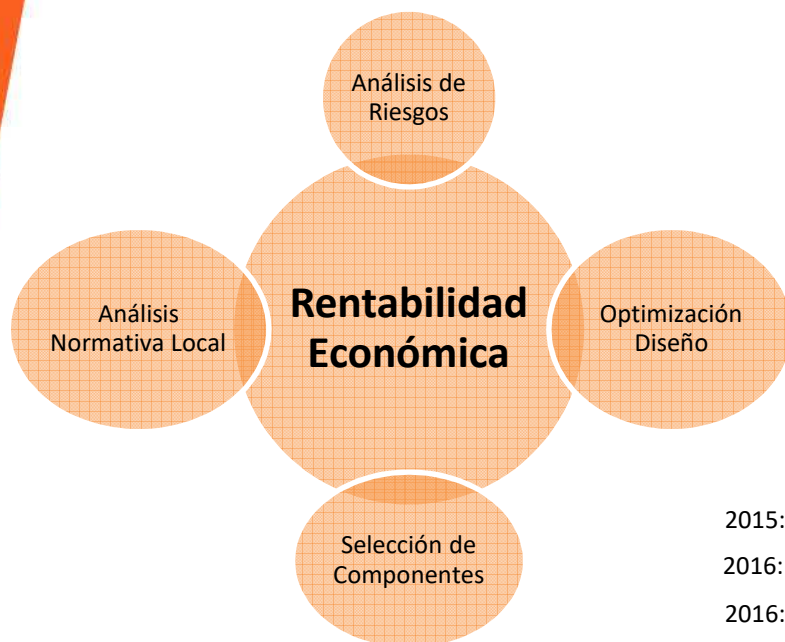 Análisis de
Riesgos
Análisis
Normativa Local
Rentabilidad
Económica
Optimización
Diseño
Selección de
Componentes
2015:
2016:
2016: